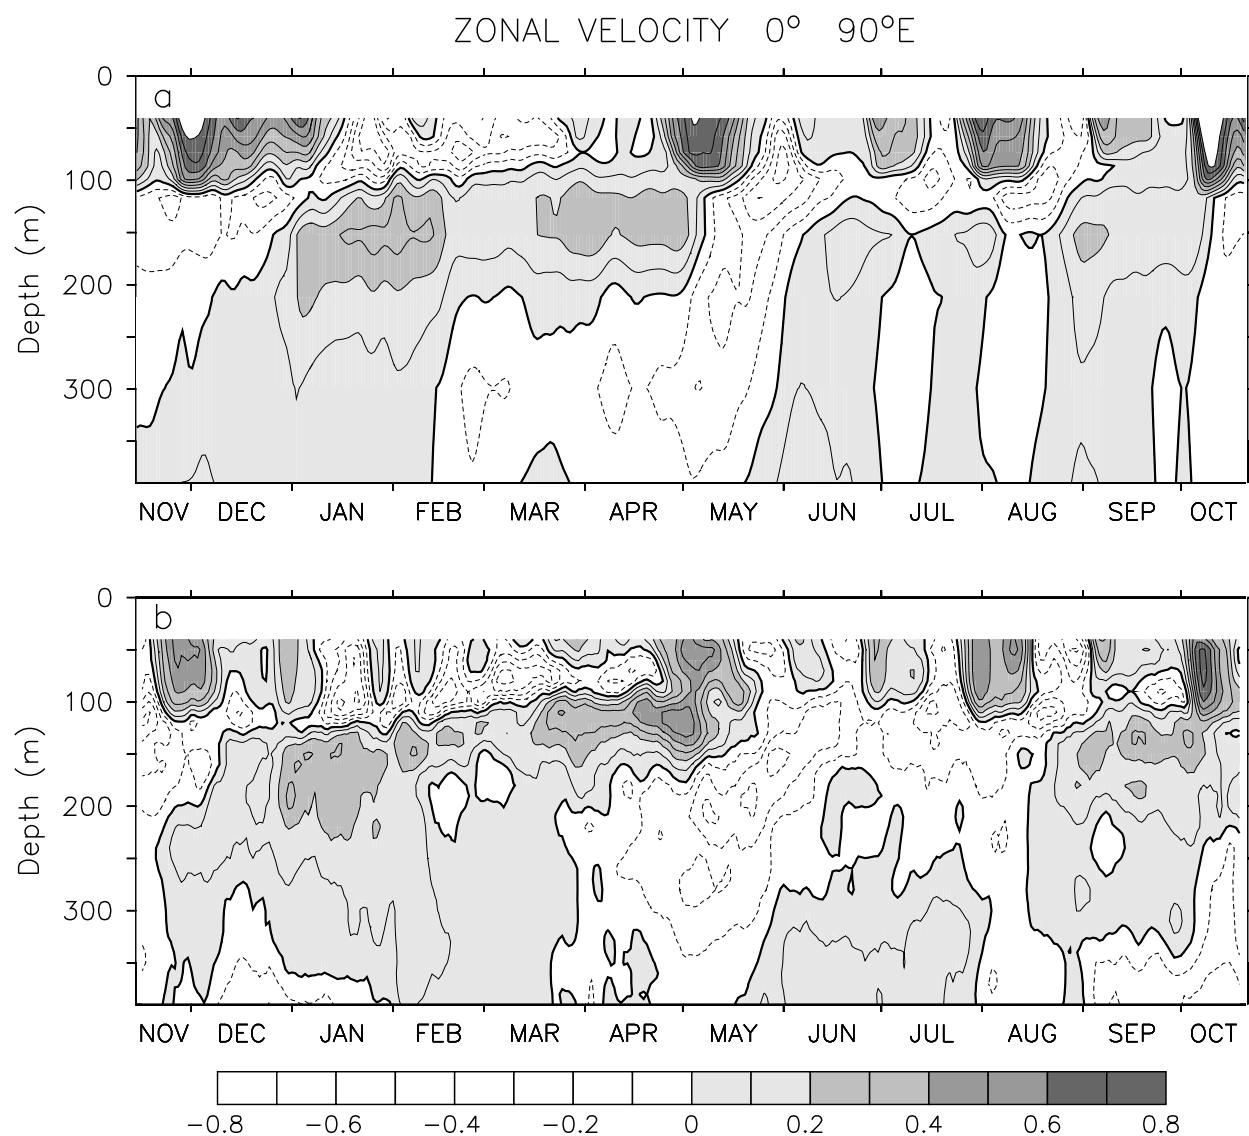 ZONAL VELOCITY 0° 90°E
a
0
100
200
300
Depth (m)
NOV DEC JAN FEB MAR APR MAY JUN JUL AUG SEP OCT
b
0
100
200
300
Depth (m)
NOV DEC JAN FEB MAR APR MAY JUN JUL AUG SEP OCT
-0.8 -0.6 -0.4 -0.2 0 0.2 0.4 0.6 0.8